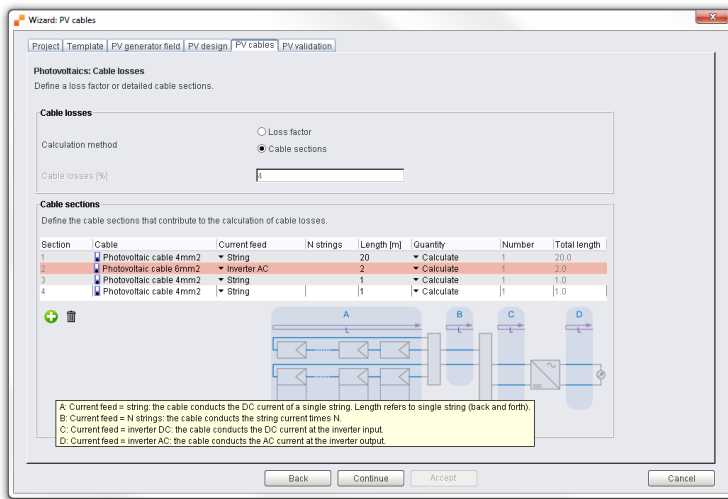 Wizard: PV cables
Project Template PV generator field PV design PV cables PV validation
Photovoltaics: Cable losses
Define a loss factor or detailed cable sections.
Cable losses
Calculation method
Loss factor
Cable sections
Cable losses [%] 4
Cable sections
Define the cable sections that contribute to the calculation of cable losses.
Section Cable Current feed N strings Length [m] Quantity Number Total length
1 Photovoltaic cable 4mm2 String 20 Calculate 1 20.0
2 Photovoltaic cable 6mm2 Inverter AC 2 Calculate 1 2.0
3 Photovoltaic cable 4mm2 String 1 Calculate 1 1.0
4 Photovoltaic cable 4mm2 String 1 Calculate 1 1.0
A B C D
L L L L
A: Current feed = string: the cable conducts the DC current of a single string. Length refers to single string (back and forth).
B: Current feed = N strings: the cable conducts the string current times N.
C: Current feed = inverter DC: the cable conducts the DC current at the inverter input.
D: Current feed = inverter AC: the cable conducts the AC current at the inverter output.
Back Continue Accept Cancel